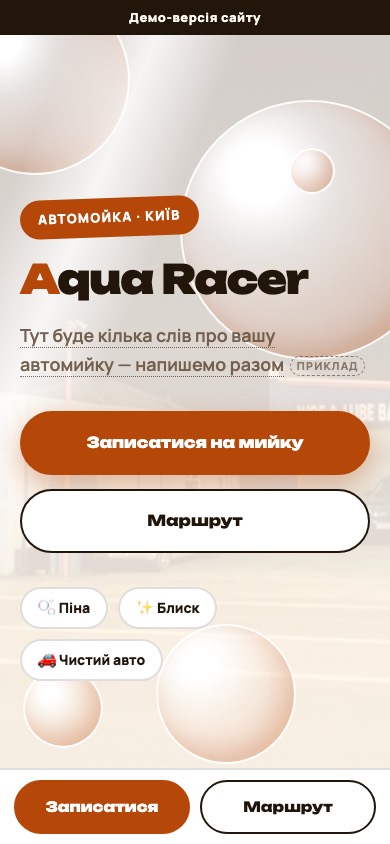 Демо-версія сайту
АВТОМОЙКА · КИЇВ
Aqua Racer
Тут буде кілька слів про вашу
автомийку — напишемо разом ПРИКЛАД
Записатися на мийку
Маршрут
🫧 Піна ✨ Блиск
🚗 Чистий авто
Записатися Маршрут